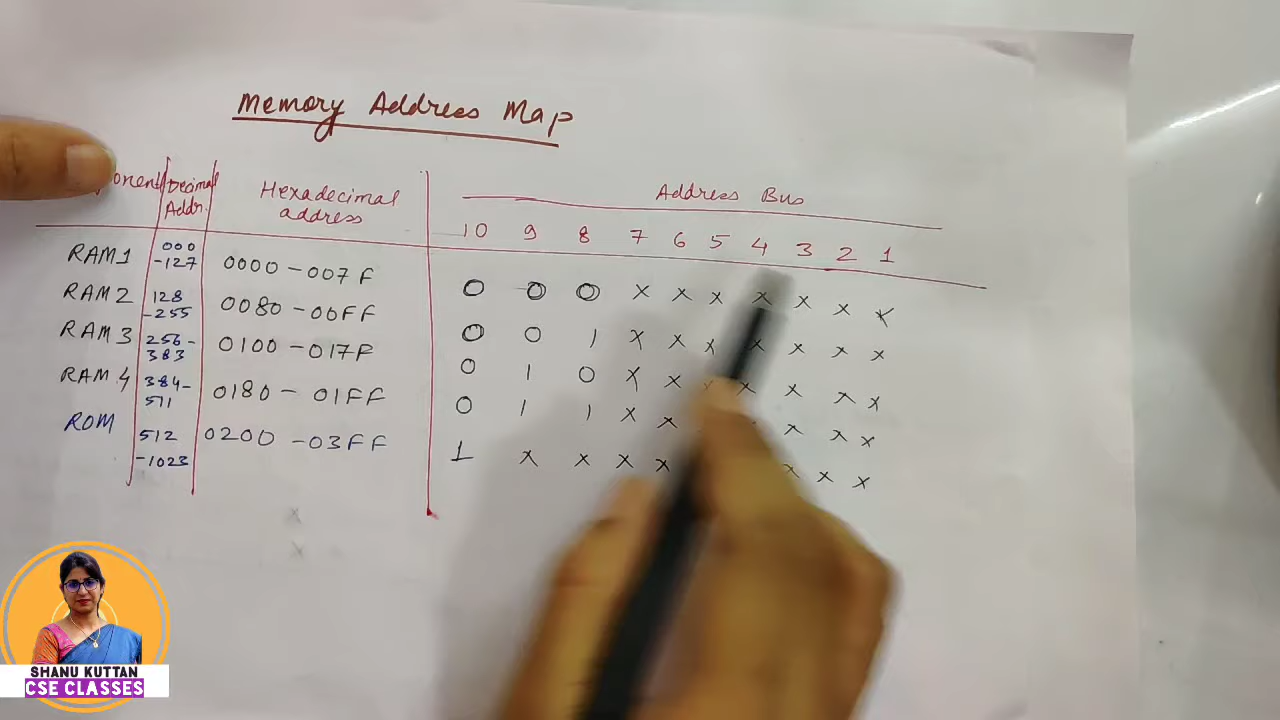 Memory Address Map
Decimal Addr.
Hexadecimal address
Address Bus
10 9 8 7 6 5 4 3 2 1
RAM1 000 -127 0000 - 007F 0 0 0 x x x x x x x
RAM2 128 -255 0080 - 00FF 0 0 1 x x x x x x x
RAM3 256 - 383 0100 - 017F 0 1 0 x x x x x x x
RAM4 384 - 511 0180 - 01FF 0 1 1 x x x x x
ROM 512 -1023 0200 - 03FF 1 x x x x x x x
SHANU KUTTAN
CSE CLASSES